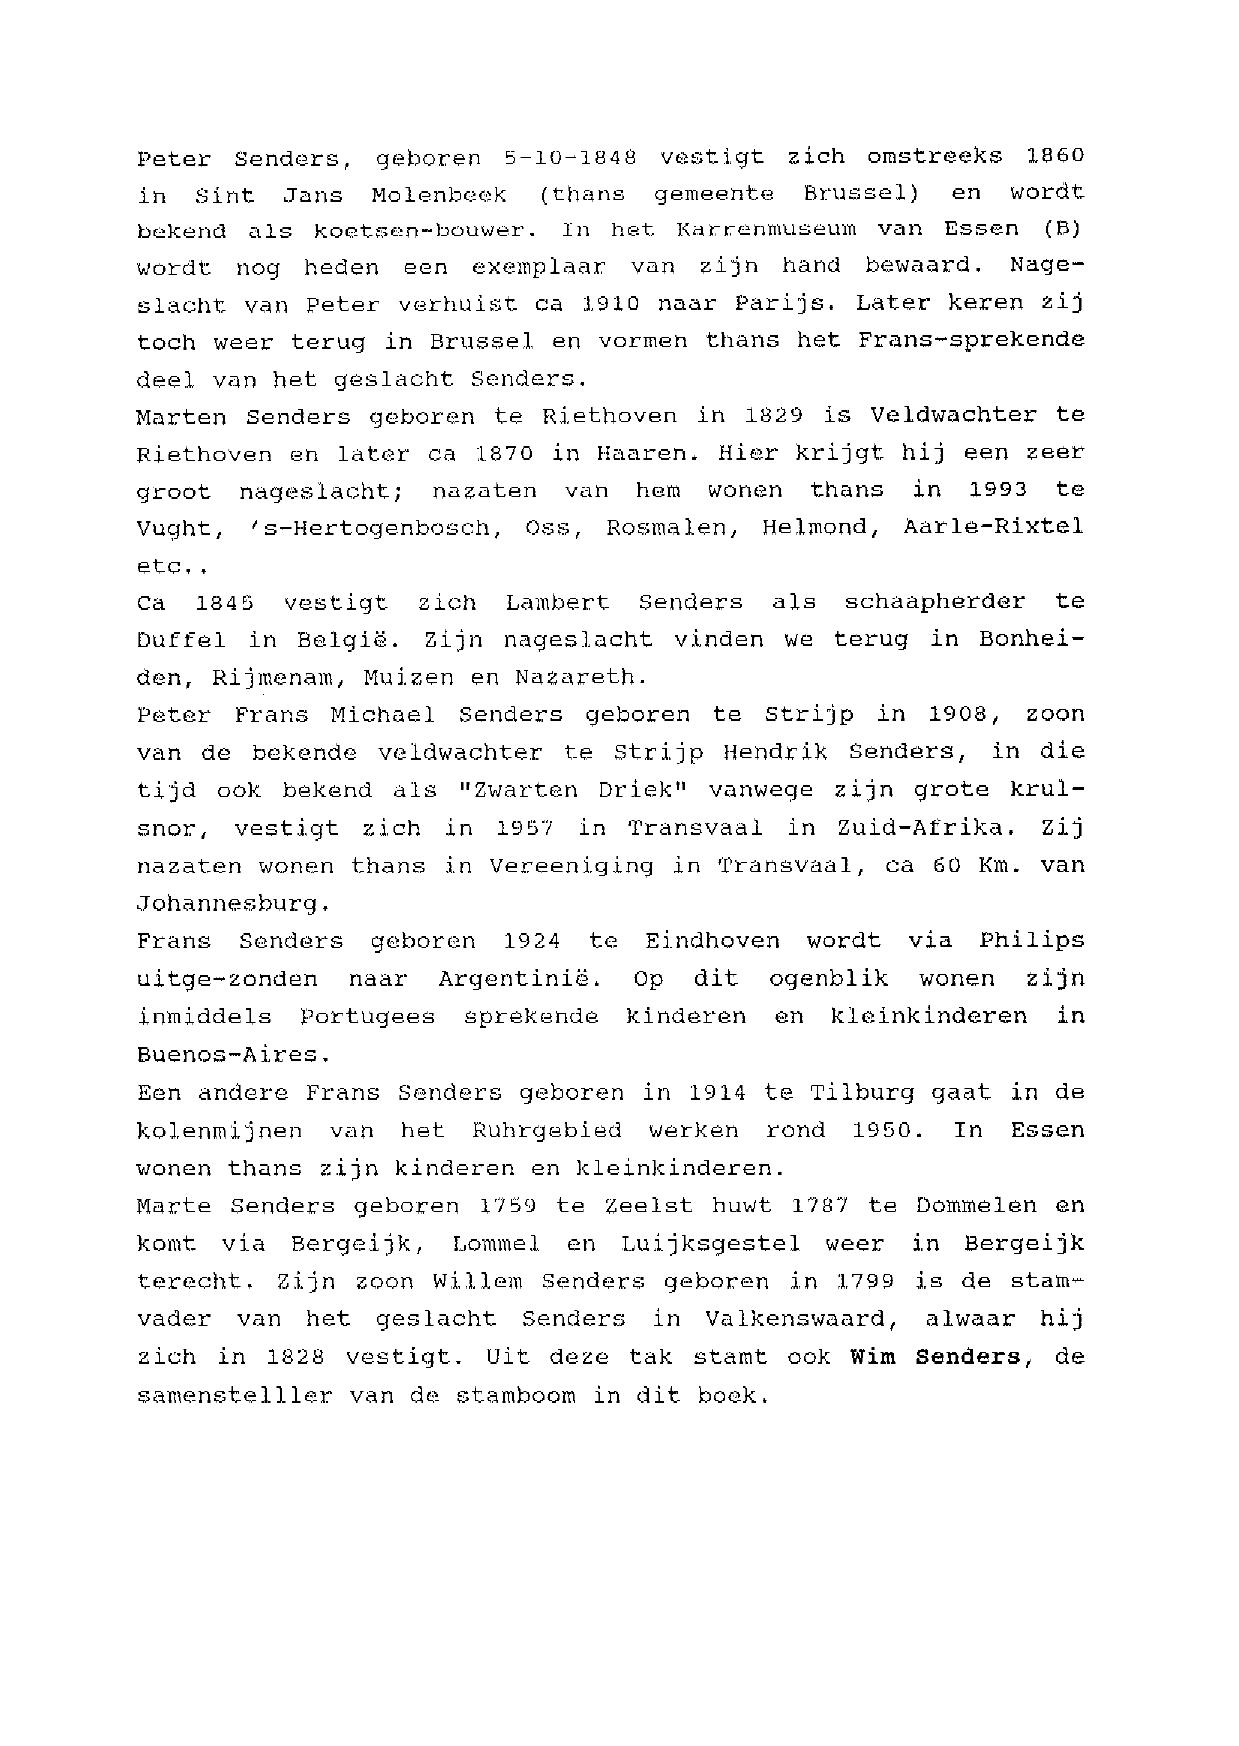 Peter Senders, geboren 5-10-1848 vestigt zich omstreeks 1860
in Sint Jans Molenbeek (thans gemeente Brussel) en wordt
bekend als koetsen-bouwer. In het Karrenmuseum van Essen (B)
wordt nog heden een exemplaar van zijn hand bewaard. Nage-
slacht van Peter verhuist ca 1910 naar Parijs. Later keren zij
toch weer terug in Brussel en vormen thans het Frans-sprekende
deel van het geslacht Senders.
Marten Senders geboren te Riethoven in 1829 is Veldwachter te
Riethoven en later ca 1870 in Haaren. Hier krijgt hij een zeer
groot nageslacht; nazaten van hem wonen thans in 1993 te
Vught, 's-Hertogenbosch, Oss, Rosmalen, Helmond, Aarle-Rixtel
etc..
Ca 1845 vestigt zich Lambert Senders als schaapherder te
Duffel in België. Zijn nageslacht vinden we terug in Bonhei-
den, Rijmenam, Muizen en Nazareth.
Peter Frans Michael Senders geboren te Strijp in 1908, zoon
van de bekende veldwachter te Strijp Hendrik Senders, in die
tijd ook bekend als "Zwarten Driek" vanwege zijn grote krul-
snor, vestigt zich in 1957 in Transvaal in Zuid-Afrika. Zij
nazaten wonen thans in Vereeniging in Transvaal, ca 60 Km. van
Johannesburg.
Frans Senders geboren 1924 te Eindhoven wordt via Philips
uitge-zonden naar Argentinië. Op dit ogenblik wonen zijn
inmiddels Portugees sprekende kinderen en kleinkinderen in
Buenos-Aires.
Een andere Frans Senders geboren in 1914 te Tilburg gaat in de
kolenmijnen van het Ruhrgebied werken rond 1950. In Essen
wonen thans zijn kinderen en kleinkinderen.
Marte Senders geboren 1759 te Zeelst huwt 1787 te Dommelen en
komt via Bergeijk, Lommel en Luijksgestel weer in Bergeijk
terecht. Zijn zoon Willem Senders geboren in 1799 is de stam-
vader van het geslacht Senders in Valkenswaard, alwaar hij
zich in 1828 vestigt. Uit deze tak stamt ook Wim Senders, de
samenstelller van de stamboom in dit boek.